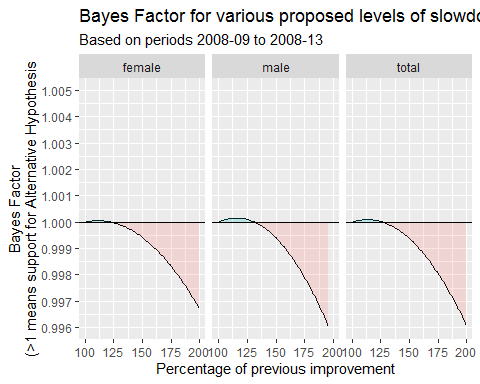 Bayes Factor for various proposed levels of slowdo
Based on periods 2008-09 to 2008-13
female
male
total
Bayes Factor
(>1 means support for Alternative Hypothesis
1.005
1.004
1.003
1.002
1.001
1.000
0.999
0.998
0.997
0.996
100 125 150 175 200
100 125 150 175 200
100 125 150 175 200
Percentage of previous improvement